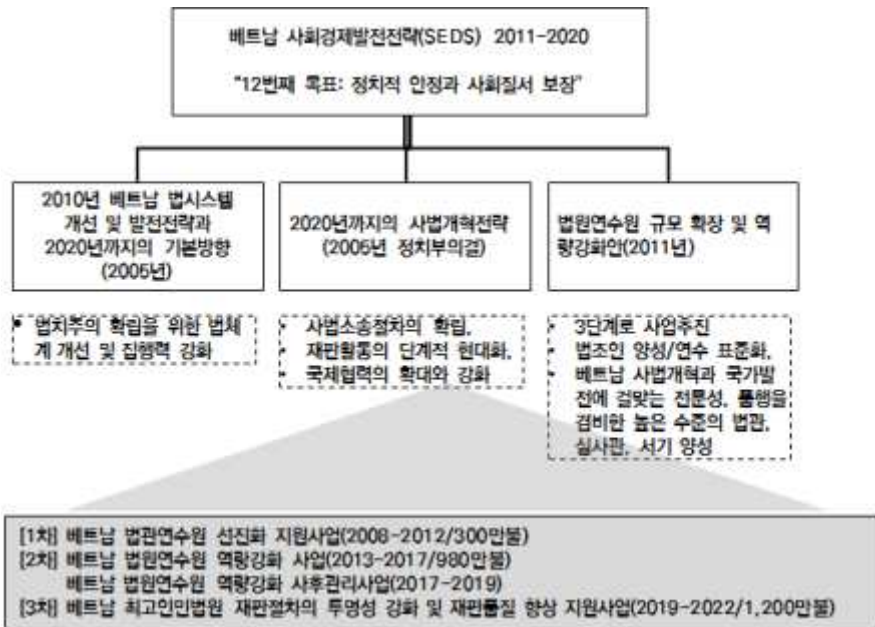 베트남 사회경제발전전략(SEDS) 2011-2020
"12번째 목표: 정치적 안정과 사회질서 보장"
2010년 베트남 법시스템
개선 및 발전전략과
2020년까지의 기본방향
(2005년)
2020년까지의 사법개혁전략
(2005년 정치부의결)
법원연수원 규모 확장 및 역
량강화안(2011년)
• 법치주의 확립을 위한 법체
계 개선 및 집행력 강화
• 사법소송절차의 확립,
• 재판활동의 단계적 현대화,
• 국제협력의 확대와 강화
• 3단계로 사업추진
• 법조인 양성/연수 표준화,
• 베트남 사법개혁과 국가발
전에 걸맞는 전문성, 품행을
겸비한 높은 수준의 법관,
심사관, 서기 양성
[1차] 베트남 법관연수원 선진화 지원사업(2008-2012/300만불)
[2차] 베트남 법원연수원 역량강화 사업(2013-2017/980만불)
베트남 법원연수원 역량강화 사후관리사업(2017-2019)
[3차] 베트남 최고인민법원 재판절차의 투명성 강화 및 재판품질 향상 지원사업(2019-2022/1,200만불)